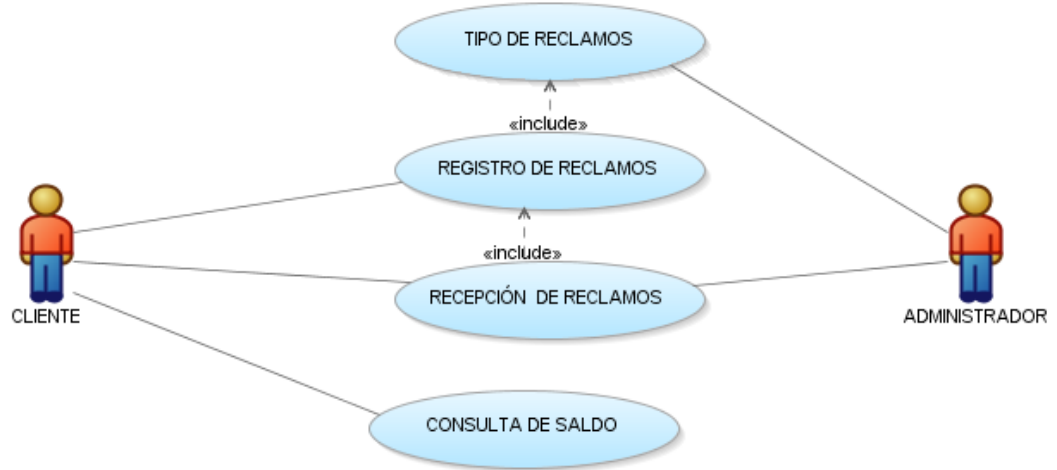 TIPO DE RECLAMOS
«include»
REGISTRO DE RECLAMOS
«include»
RECEPCIÓN DE RECLAMOS
CLIENTE
ADMINISTRADOR
CONSULTA DE SALDO